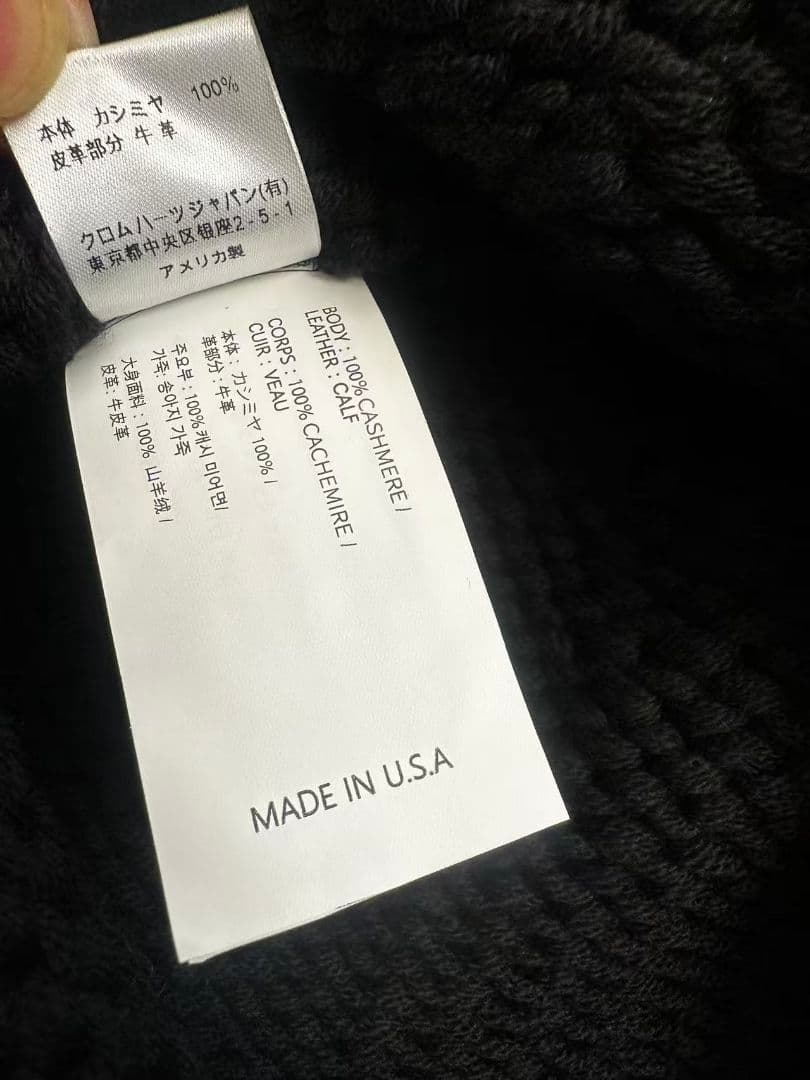 本体 カシミヤ 100%
皮革部分 牛革
クロムハーツジャパン(有)
東京都中央区银座2-5-1
アメリカ製
BODY : 100% CASHMERE /
LEATHER : CALF
CORPS : 100% CACHEMIRE /
CUIR : VEAU
本体 : カシミヤ 100% /
革部分 : 牛革
주요부 : 100% 캐시 미어면/
가죽: 송아지 가죽
大身面料 : 100% 山羊绒 /
皮革: 牛皮革
MADE IN U.S.A